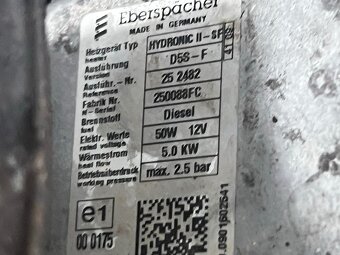 Eberspächer
MADE IN GERMANY
Heizgerät Typ HYDRONIC II-SF
heater
Ausführung D5S-F
Version
Ausführ.-Nr. 25 2482
Reference
Fabrik Nr 250088FC
N°-Serie
Brennstoff Diesel
fuel
Elektr. Werte 50W 12V
rated voltage
Wärmestrom 5.0 KW
heat flow
Betriebsüberdruck max. 2.5 bar
working pressure
e1
00 0175